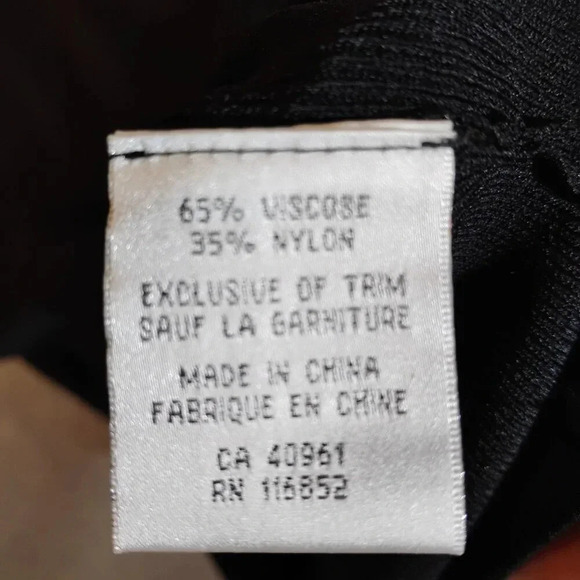 65% VISCOSE
35% NYLON
EXCLUSIVE OF TRIM
SAUF LA GARNITURE
MADE IN CHINA
FABRIQUE EN CHINE
CA 40961
RN 116852